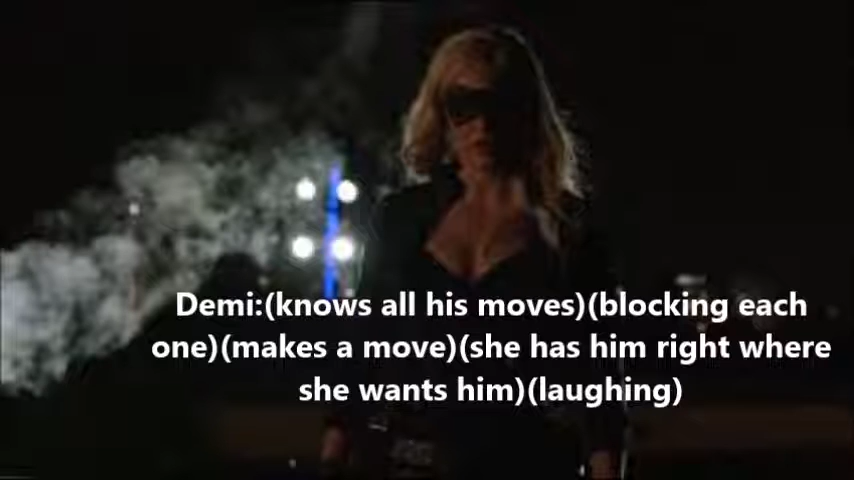 Demi:(knows all his moves)(blocking each
one)(makes a move)(she has him right where
she wants him)(laughing)